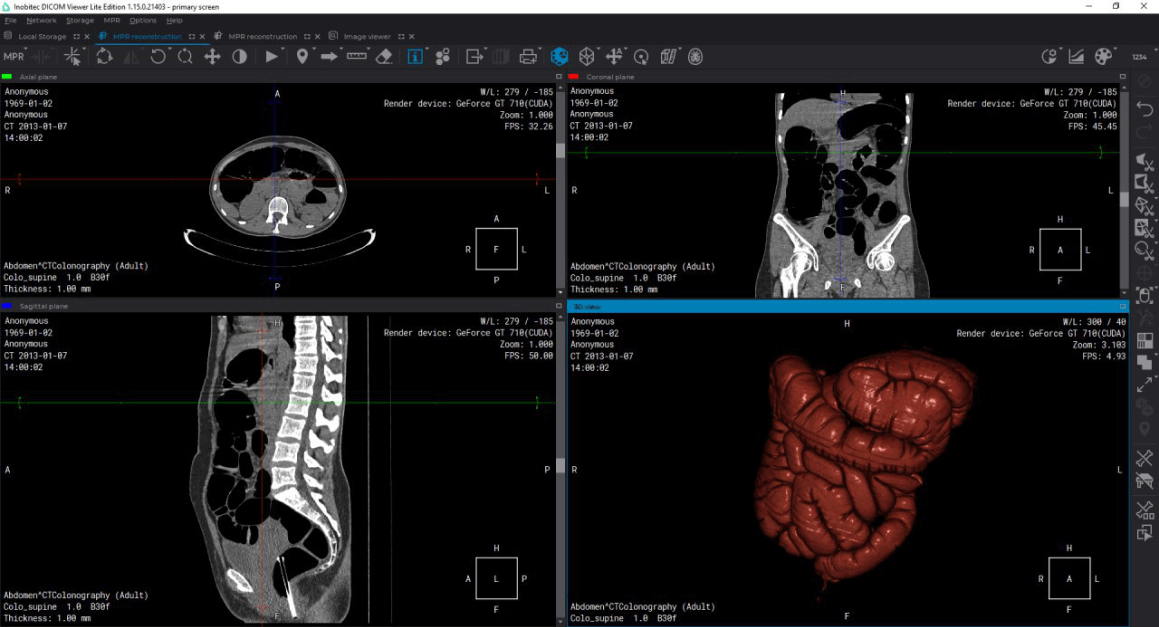 Inobitec DICOM Viewer Lite Edition 1.15.0.21403 - primary screen
File Network Storage MPR Options Help
Local Storage MPR reconstruction MPR reconstruction Image viewer
MPR 1234
Axial plane
Anonymous
1969-01-02
Anonymous
CT 2013-01-07
14:00:02
A
W/L: 279 / -185
Render device: GeForce GT 710(CUDA)
Zoom: 1.000
FPS: 32.26
R
L
A
R F L
P
P
Abdomen^CTColonography (Adult)
Colo_supine 1.0 B30f
Thickness: 1.00 mm
Coronal plane
Anonymous
1969-01-02
Anonymous
CT 2013-01-07
14:00:02
H
W/L: 279 / -185
Render device: GeForce GT 710(CUDA)
Zoom: 1.000
FPS: 45.45
R
L
H
R A L
F
F
Abdomen^CTColonography (Adult)
Colo_supine 1.0 B30f
Thickness: 1.00 mm
Sagittal plane
Anonymous
1969-01-02
Anonymous
CT 2013-01-07
14:00:02
H
W/L: 279 / -185
Render device: GeForce GT 710(CUDA)
Zoom: 1.000
FPS: 50.00
A
P
H
A L P
F
F
Abdomen^CTColonography (Adult)
Colo_supine 1.0 B30f
Thickness: 1.00 mm
3D view
Anonymous
1969-01-02
Anonymous
CT 2013-01-07
14:00:02
H
W/L: 300 / 40
Render device: GeForce GT 710(CUDA)
Zoom: 3.103
FPS: 4.93
R
L
H
R A L
F
F
Abdomen^CTColonography (Adult)
Colo_supine 1.0 B30f